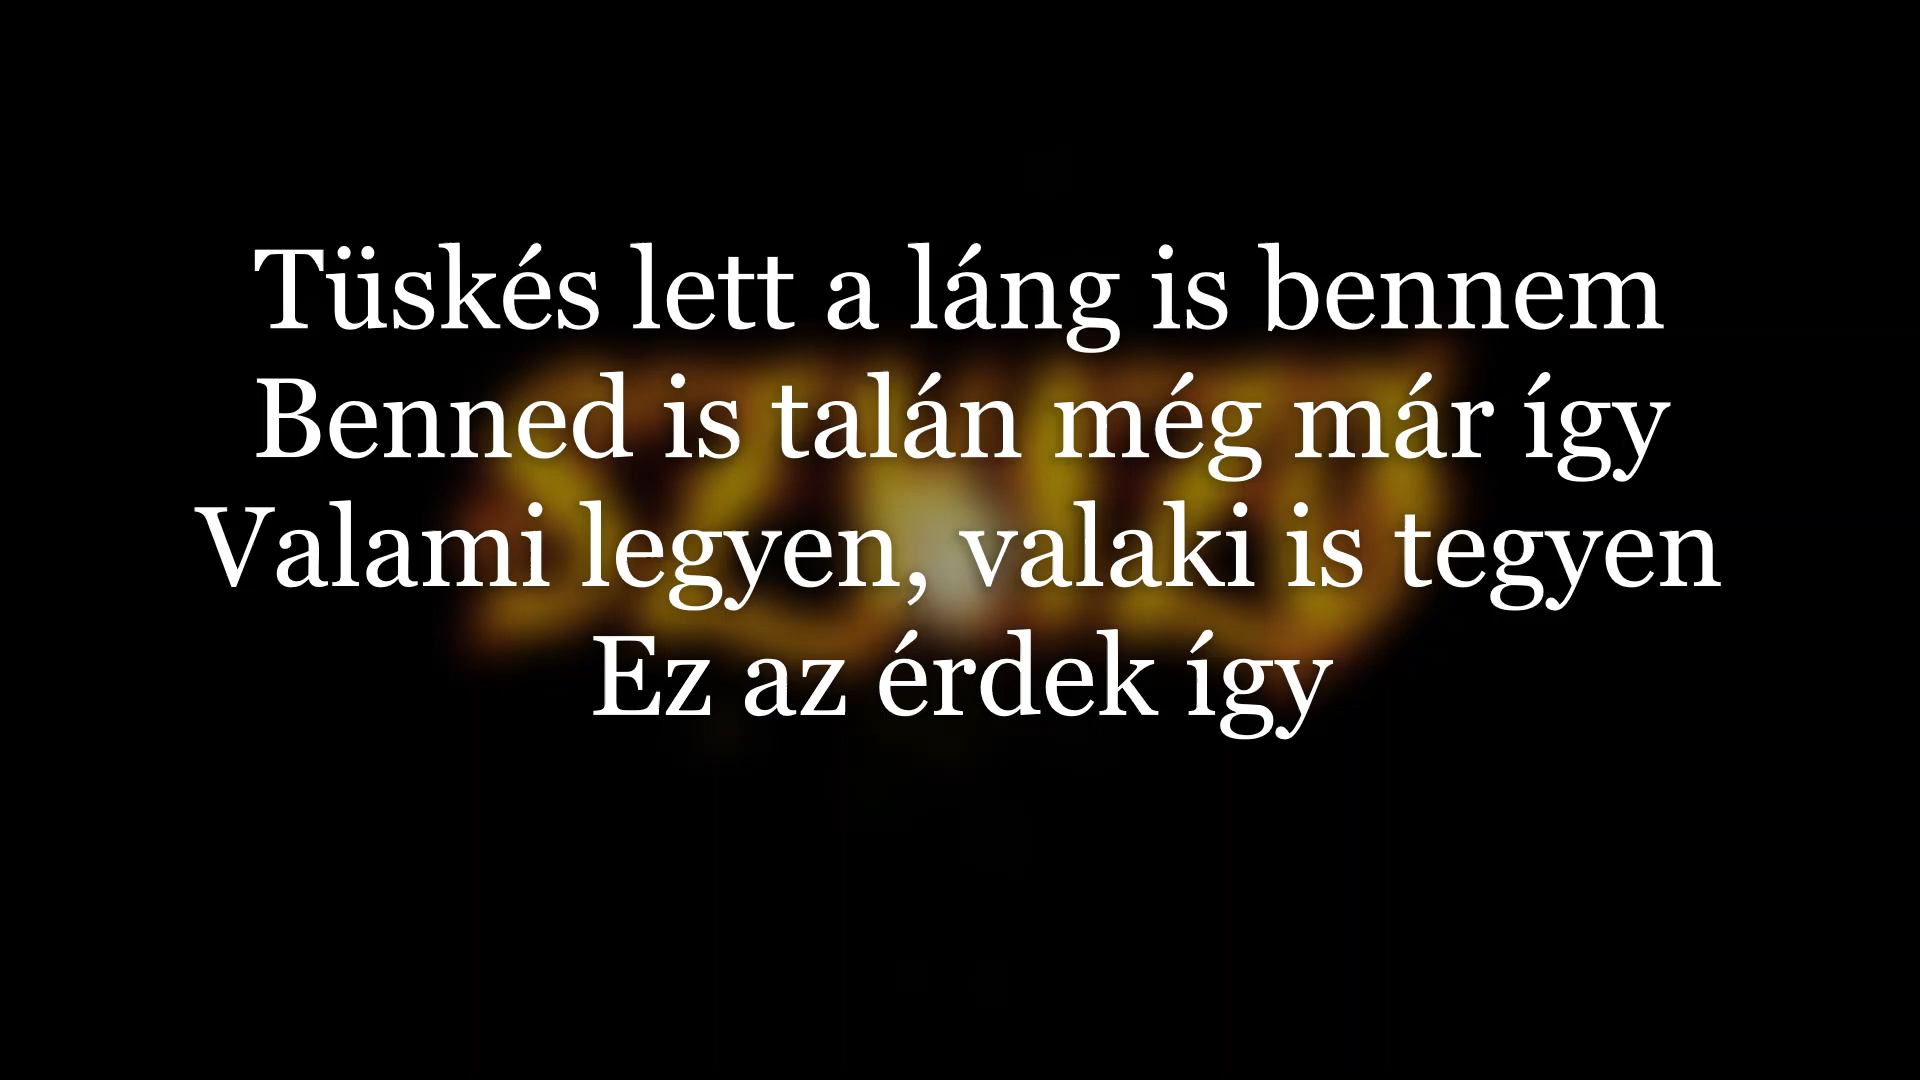 Tüskés lett a láng is bennem
Benned is talán még már így
Valami legyen, valaki is tegyen
Ez az érdek így